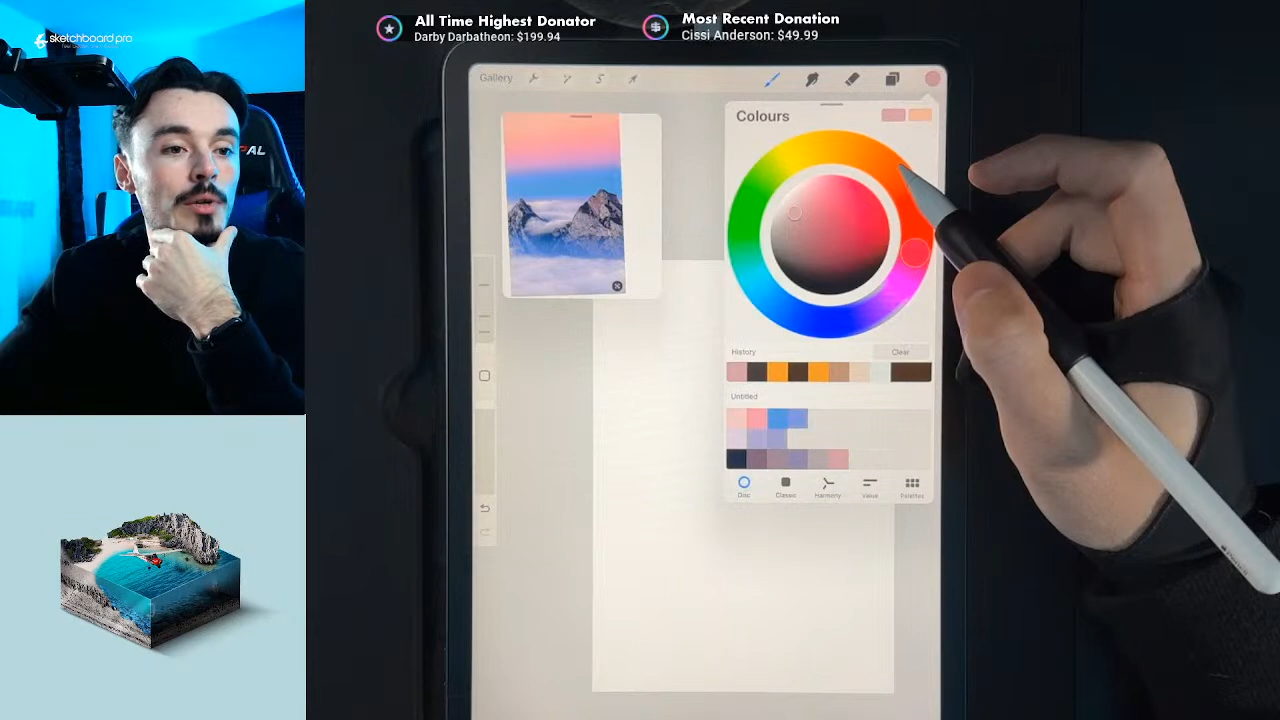 All Time Highest Donator
Darby Darbatheon: $199.94
Most Recent Donation
Cissi Anderson: $49.99
sketchboard pro
Gallery
Colours
History
Clear
Untitled
Disc
Classic
Harmony
Value
Palettes